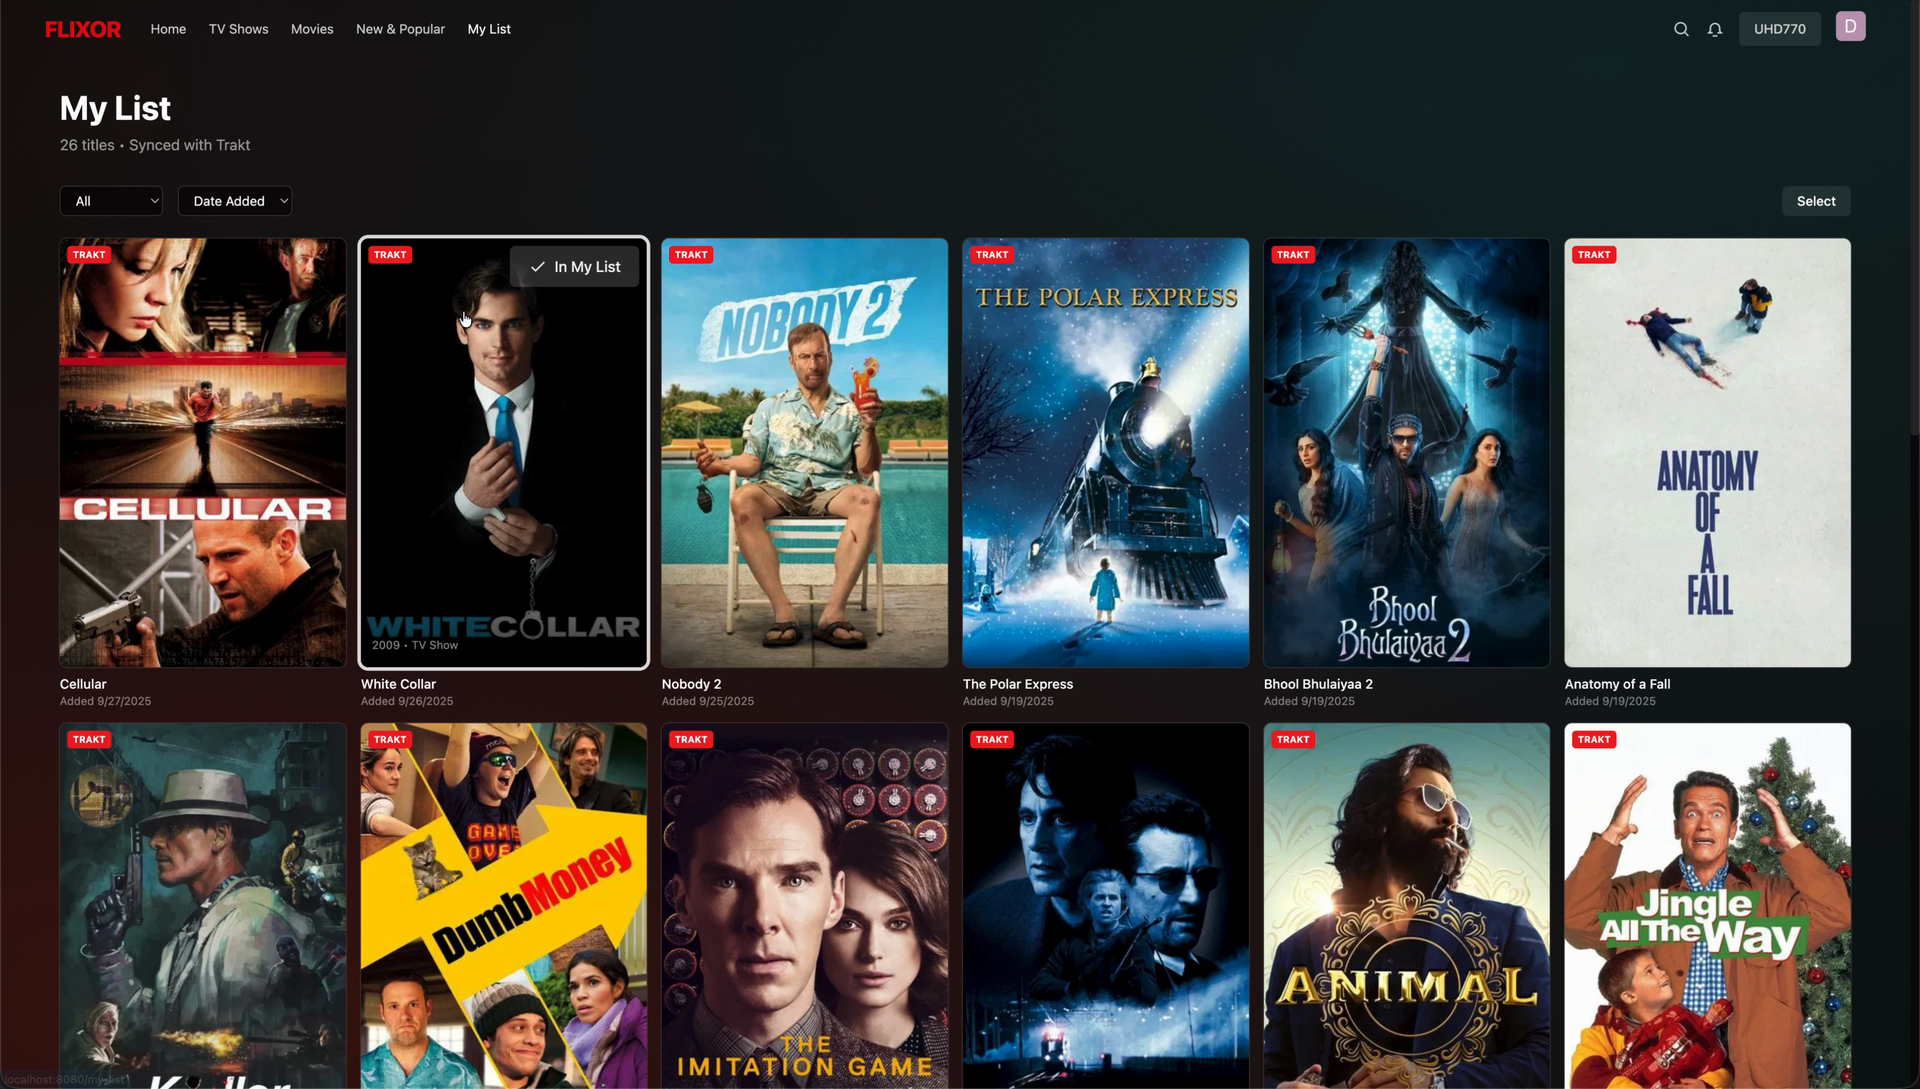 FLIXOR Home TV Shows Movies New & Popular My List UHD770 D
My List
26 titles • Synced with Trakt
All Date Added Select
TRAKT TRAKT In My List TRAKT TRAKT TRAKT TRAKT
NOBODY 2
THE POLAR EXPRESS
CELLULAR
ANATOMY
OF
A
FALL
WHITE COLLAR
2009 • TV Show
Bhool
Bhulaiyaa 2
Cellular White Collar Nobody 2 The Polar Express Bhool Bhulaiyaa 2 Anatomy of a Fall
Added 9/27/2025 Added 9/26/2025 Added 9/25/2025 Added 9/19/2025 Added 9/19/2025 Added 9/19/2025
TRAKT TRAKT TRAKT TRAKT TRAKT TRAKT
GAME
OVER
DumbMoney
Jingle
All The Way
ANIMAL
THE
IMITATION GAME
localhost:8080/my-list